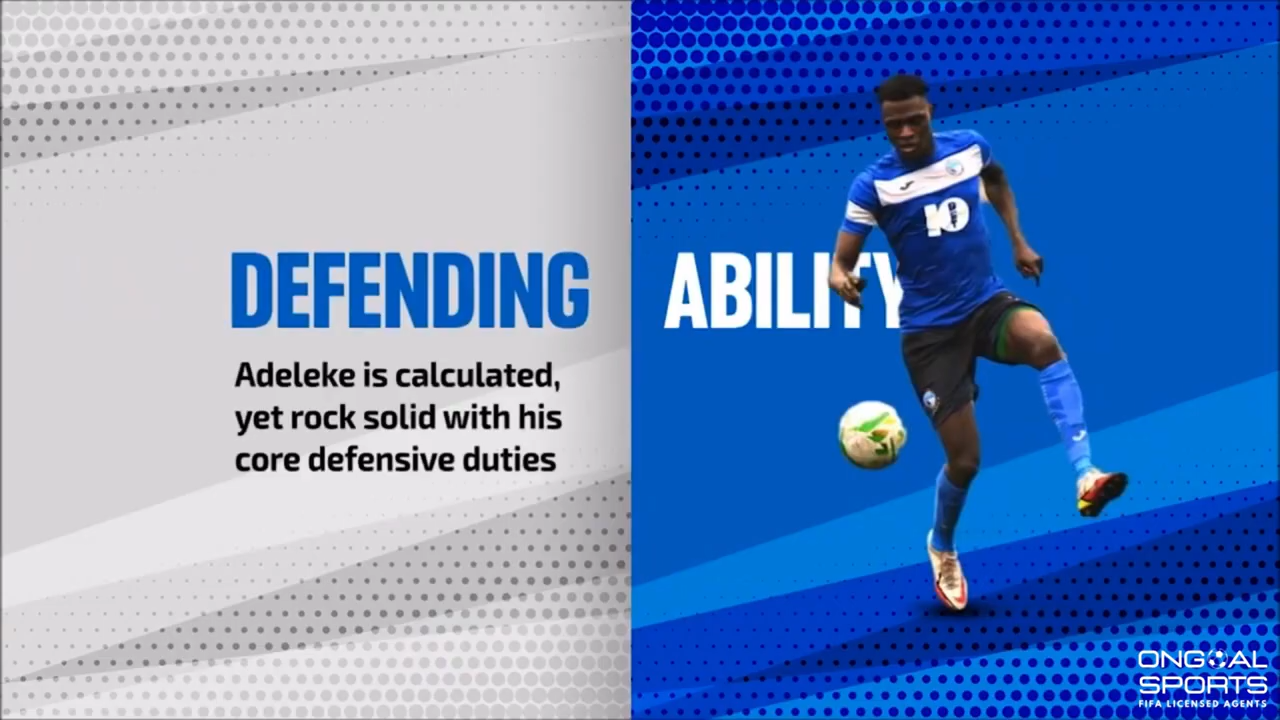 DEFENDING ABILITY
Adeleke is calculated,
yet rock solid with his
core defensive duties
10
ONGOAL
SPORTS
FIFA LICENSED AGENTS